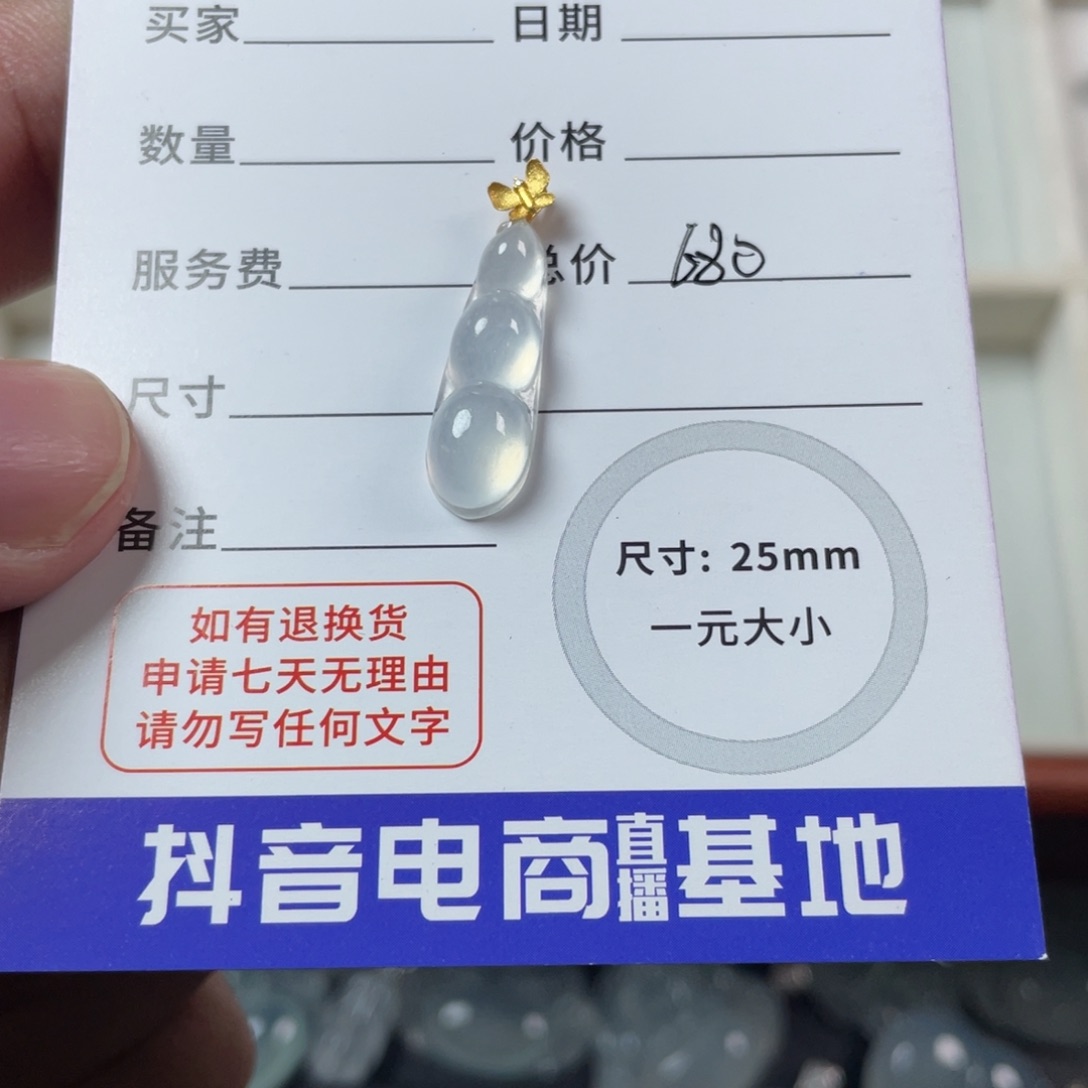 买家 日期
数量 价格
服务费 总价 680
尺寸
备注
尺寸: 25mm
一元大小
如有退换货
申请七天无理由
请勿写任何文字
抖音电商直播基地